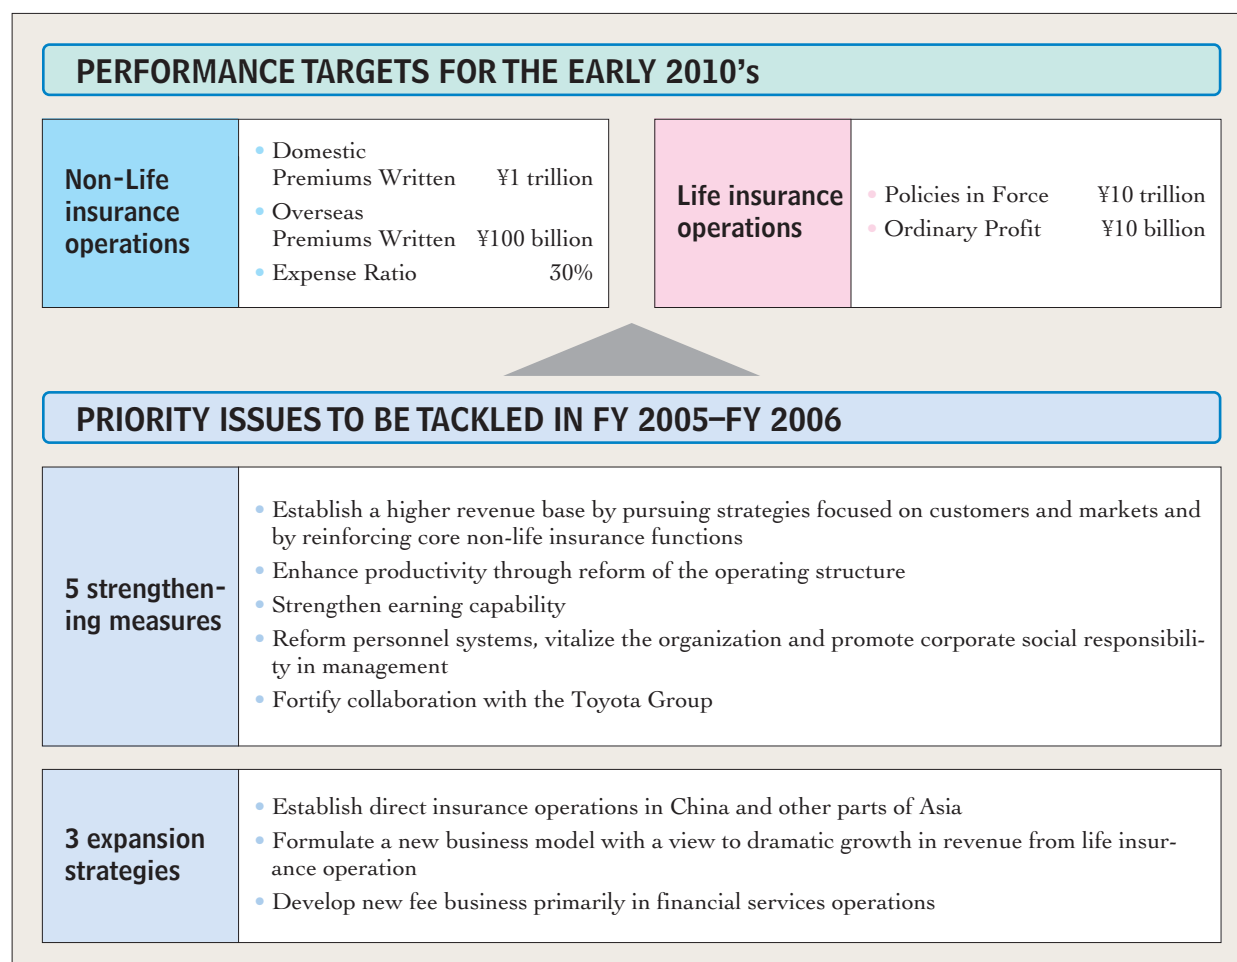 PERFORMANCE TARGETS FOR THE EARLY 2010's
Non-Life
insurance
operations
• Domestic
Premiums Written ¥1 trillion
• Overseas
Premiums Written ¥100 billion
• Expense Ratio 30%
Life insurance
operations
• Policies in Force ¥10 trillion
• Ordinary Profit ¥10 billion
PRIORITY ISSUES TO BE TACKLED IN FY 2005–FY 2006
5 strengthen-
ing measures
• Establish a higher revenue base by pursuing strategies focused on customers and markets and
by reinforcing core non-life insurance functions
• Enhance productivity through reform of the operating structure
• Strengthen earning capability
• Reform personnel systems, vitalize the organization and promote corporate social responsibili-
ty in management
• Fortify collaboration with the Toyota Group
3 expansion
strategies
• Establish direct insurance operations in China and other parts of Asia
• Formulate a new business model with a view to dramatic growth in revenue from life insur-
ance operation
• Develop new fee business primarily in financial services operations